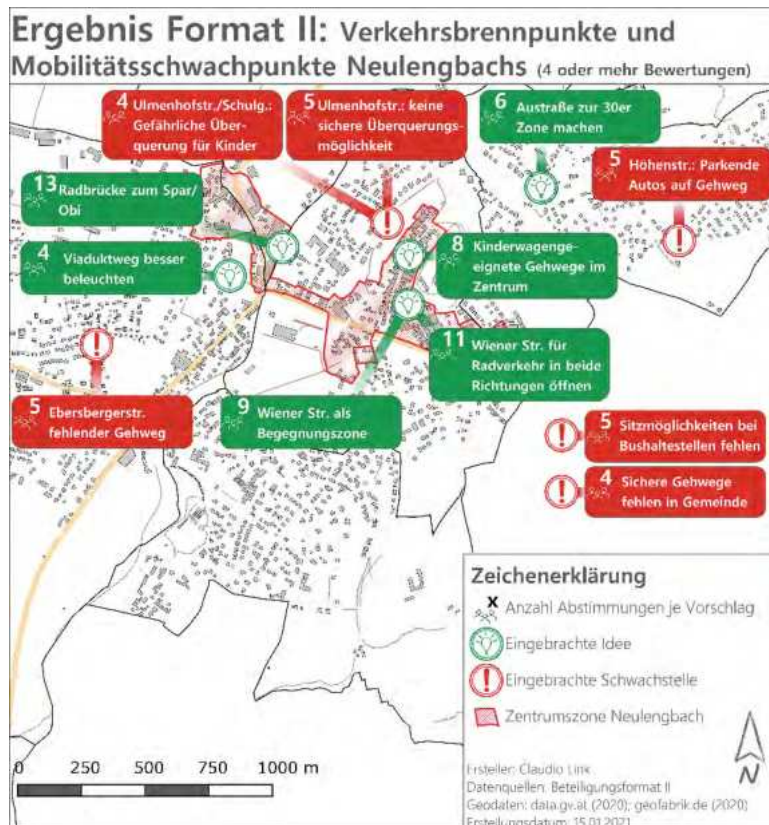 Ergebnis Format II: Verkehrsbrennpunkte und
Mobilitätsschwachpunkte Neulengbachs (4 oder mehr Bewertungen)
4 Ulmenhofstr./Schulg.:
Gefährliche Über-
querung für Kinder
5 Ulmenhofstr.: keine
sichere Überquerungs-
möglichkeit
6 Austraße zur 30er
Zone machen
5 Höhenstr.: Parkende
Autos auf Gehweg
13 Radbrücke zum Spar/
Obi
4 Viaduktweg besser
beleuchten
8 Kinderwagenge-
eignete Gehwege im
Zentrum
11 Wiener Str. für
Radverkehr in beide
Richtungen öffnen
5 Ebersbergerstr.
fehlender Gehweg
9 Wiener Str. als
Begegnungszone
5 Sitzmöglichkeiten bei
Bushaltestellen fehlen
4 Sichere Gehwege
fehlen in Gemeinde
Zeichenerklärung
x Anzahl Abstimmungen je Vorschlag
Eingebrachte Idee
Eingebrachte Schwachstelle
Zentrumszone Neulengbach
0 250 500 750 1000 m
N
Ersteller: Claudio Link
Datenquellen: Beteiligungsformat II
Geodaten: data.gv.at (2020); geofabrik.de (2020)
Erstellungsdatum: 15.01.2021